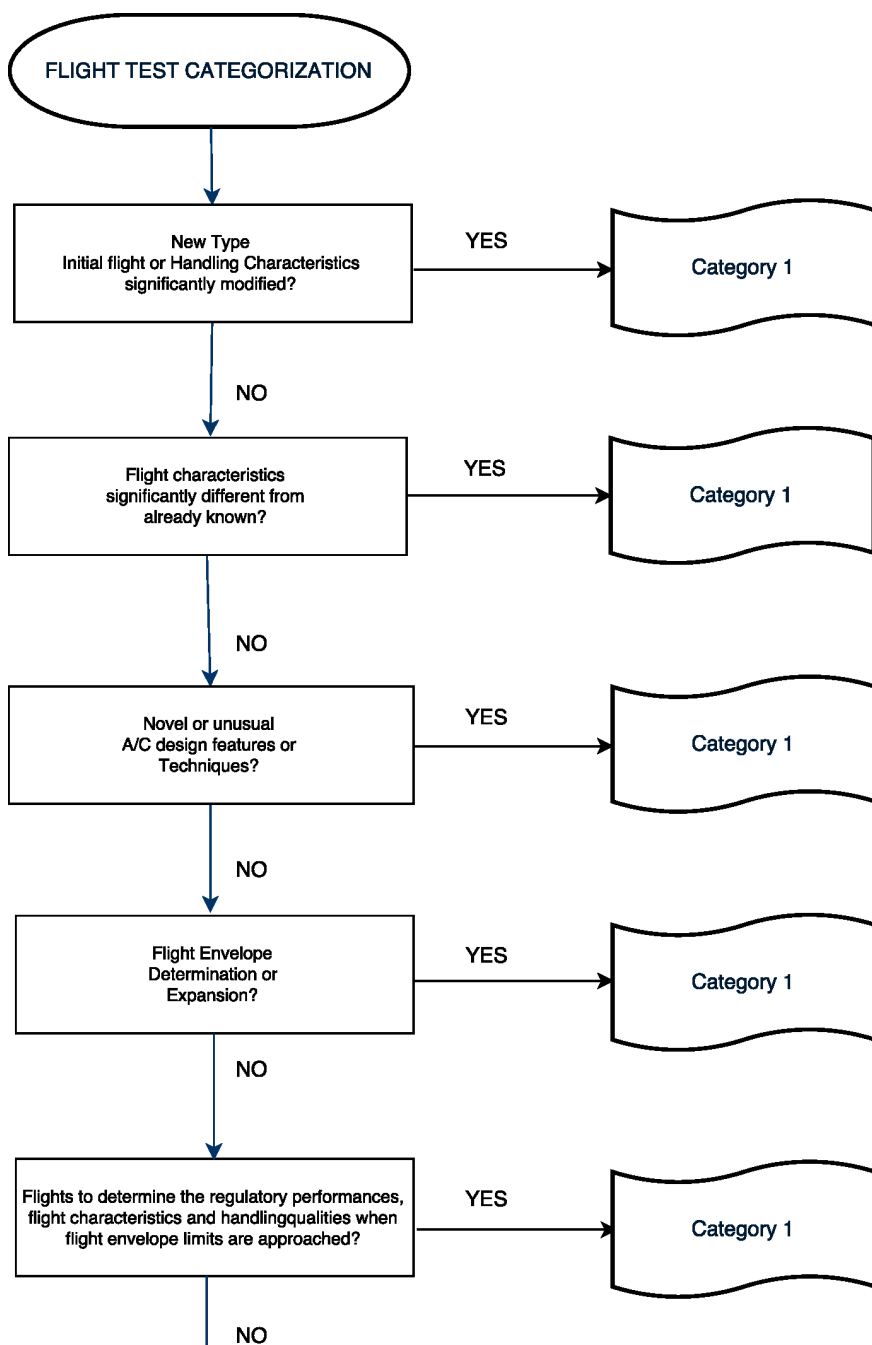 FLIGHT TEST CATEGORIZATION
New Type
Initial flight or Handling Characteristics
significantly modified?
YES
Category 1
NO
Flight characteristics
significantly different from
already known?
YES
Category 1
NO
Novel or unusual
A/C design features or
Techniques?
YES
Category 1
NO
Flight Envelope
Determination or
Expansion?
YES
Category 1
NO
Flights to determine the regulatory performances,
flight characteristics and handlingqualities when
flight envelope limits are approached?
YES
Category 1
NO